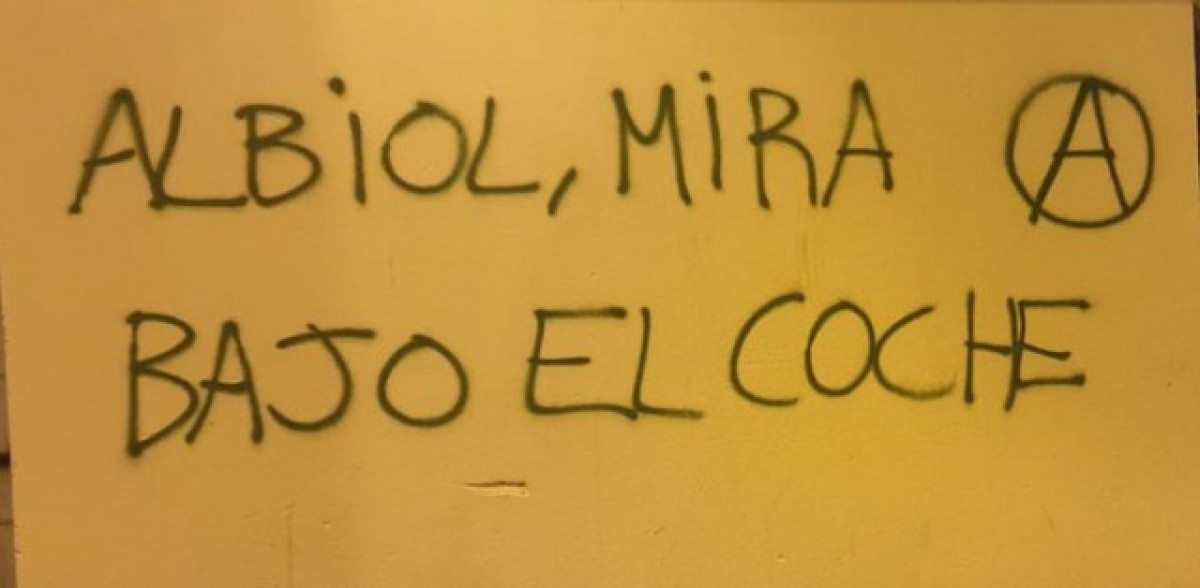 ALBiOL, MiRA Ⓐ
BAJO EL COCHE